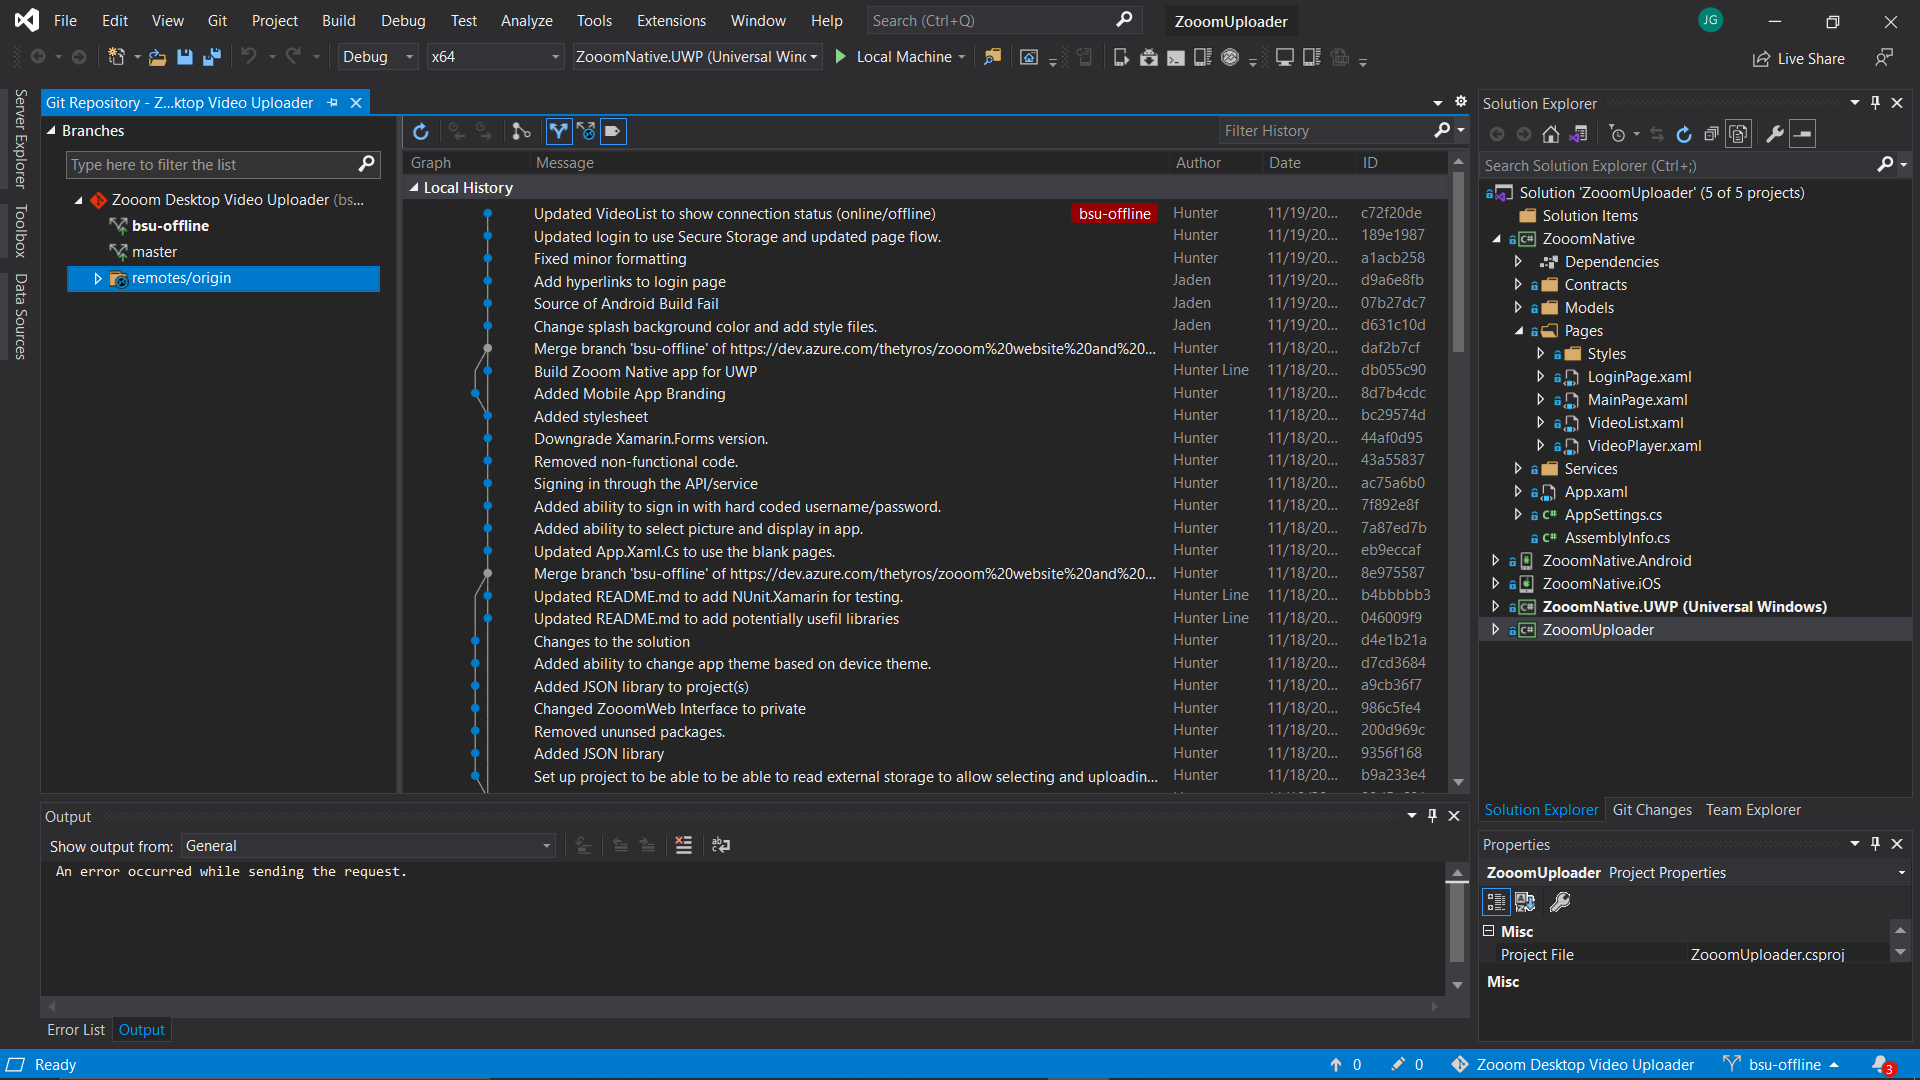 File Edit View Git Project Build Debug Test Analyze Tools Extensions Window Help Search (Ctrl+Q) ZooomUploader JG
Debug x64 ZooomNative.UWP (Universal Winc Local Machine Live Share
Server Explorer
Toolbox
Data Sources
Git Repository - Z...ktop Video Uploader
Branches
Type here to filter the list
Zooom Desktop Video Uploader (bs...
bsu-offline
master
remotes/origin
Filter History
Graph Message Author Date ID
Local History
Updated VideoList to show connection status (online/offline) bsu-offline Hunter 11/19/20... c72f20de
Updated login to use Secure Storage and updated page flow. Hunter 11/19/20... 189e1987
Fixed minor formatting Hunter 11/19/20... a1acb258
Add hyperlinks to login page Jaden 11/19/20... d9a6e8fb
Source of Android Build Fail Jaden 11/19/20... 07b27dc7
Change splash background color and add style files. Jaden 11/19/20... d631c10d
Merge branch 'bsu-offline' of https://dev.azure.com/thetyros/zooom%20website%20and%20... Hunter 11/18/20... daf2b7cf
Build Zooom Native app for UWP Hunter Line 11/18/20... db055c90
Added Mobile App Branding Hunter 11/18/20... 8d7b4cdc
Added stylesheet Hunter 11/18/20... bc29574d
Downgrade Xamarin.Forms version. Hunter 11/18/20... 44af0d95
Removed non-functional code. Hunter 11/18/20... 43a55837
Signing in through the API/service Hunter 11/18/20... ac75a6b0
Added ability to sign in with hard coded username/password. Hunter 11/18/20... 7f892e8f
Added ability to select picture and display in app. Hunter 11/18/20... 7a87ed7b
Updated App.Xaml.Cs to use the blank pages. Hunter 11/18/20... eb9eccaf
Merge branch 'bsu-offline' of https://dev.azure.com/thetyros/zooom%20website%20and%20... Hunter 11/18/20... 8e975587
Updated README.md to add NUnit.Xamarin for testing. Hunter Line 11/18/20... b4bbbbb3
Updated README.md to add potentially usefil libraries Hunter Line 11/18/20... 046009f9
Changes to the solution Hunter 11/18/20... d4e1b21a
Added ability to change app theme based on device theme. Hunter 11/18/20... d7cd3684
Added JSON library to project(s) Hunter 11/18/20... a9cb36f7
Changed ZooomWeb Interface to private Hunter 11/18/20... 986c5fe4
Removed ununsed packages. Hunter 11/18/20... 200d969c
Added JSON library Hunter 11/18/20... 9356f168
Set up project to be able to be able to read external storage to allow selecting and uploadin... Hunter 11/18/20... b9a233e4
Output
Show output from: General
An error occurred while sending the request.
Error List Output
Solution Explorer
Search Solution Explorer (Ctrl+;)
Solution 'ZooomUploader' (5 of 5 projects)
Solution Items
ZooomNative
Dependencies
Contracts
Models
Pages
Styles
LoginPage.xaml
MainPage.xaml
VideoList.xaml
VideoPlayer.xaml
Services
App.xaml
AppSettings.cs
AssemblyInfo.cs
ZooomNative.Android
ZooomNative.iOS
ZooomNative.UWP (Universal Windows)
ZooomUploader
Solution Explorer Git Changes Team Explorer
Properties
ZooomUploader Project Properties
Misc
Project File ZooomUploader.csproj
Misc
Ready 0 0 Zooom Desktop Video Uploader bsu-offline 3